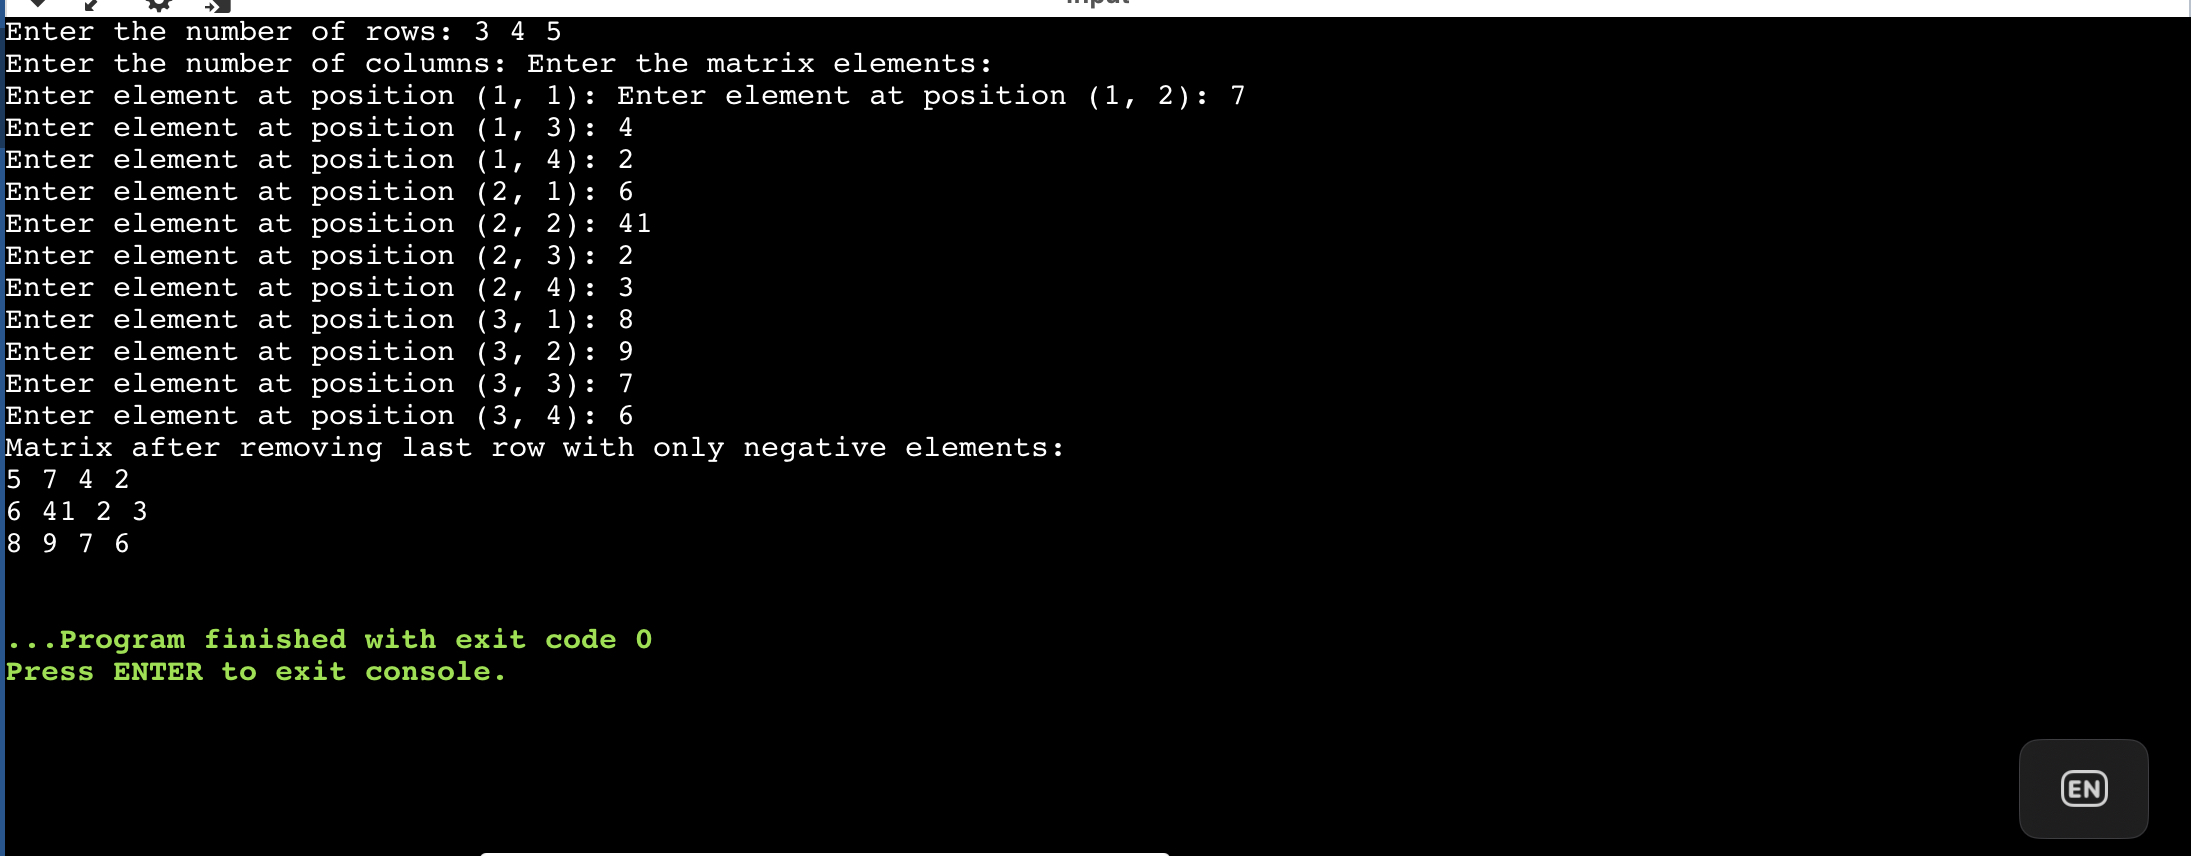 input
Enter the number of rows: 3 4 5
Enter the number of columns: Enter the matrix elements:
Enter element at position (1, 1): Enter element at position (1, 2): 7
Enter element at position (1, 3): 4
Enter element at position (1, 4): 2
Enter element at position (2, 1): 6
Enter element at position (2, 2): 41
Enter element at position (2, 3): 2
Enter element at position (2, 4): 3
Enter element at position (3, 1): 8
Enter element at position (3, 2): 9
Enter element at position (3, 3): 7
Enter element at position (3, 4): 6
Matrix after removing last row with only negative elements:
5 7 4 2
6 41 2 3
8 9 7 6
...Program finished with exit code 0
Press ENTER to exit console.
EN